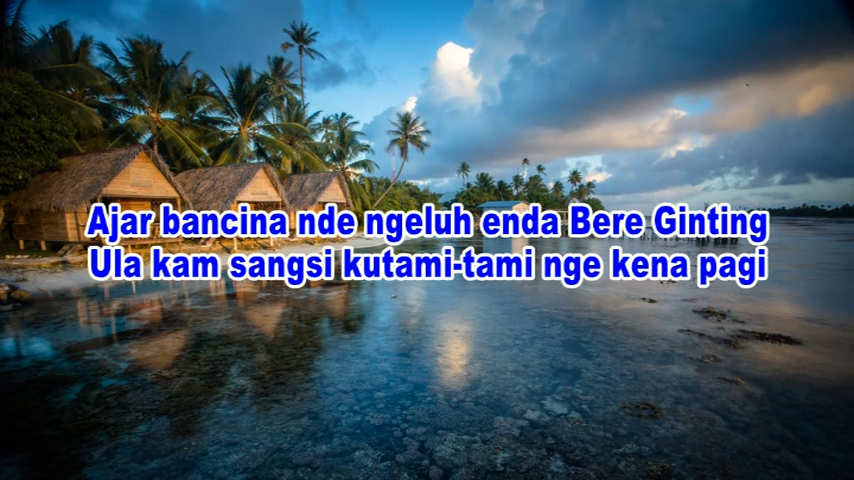 Ajar bancina nde ngeluh enda Bere Ginting
Ula kam sangsi kutami-tami nge kena pagi